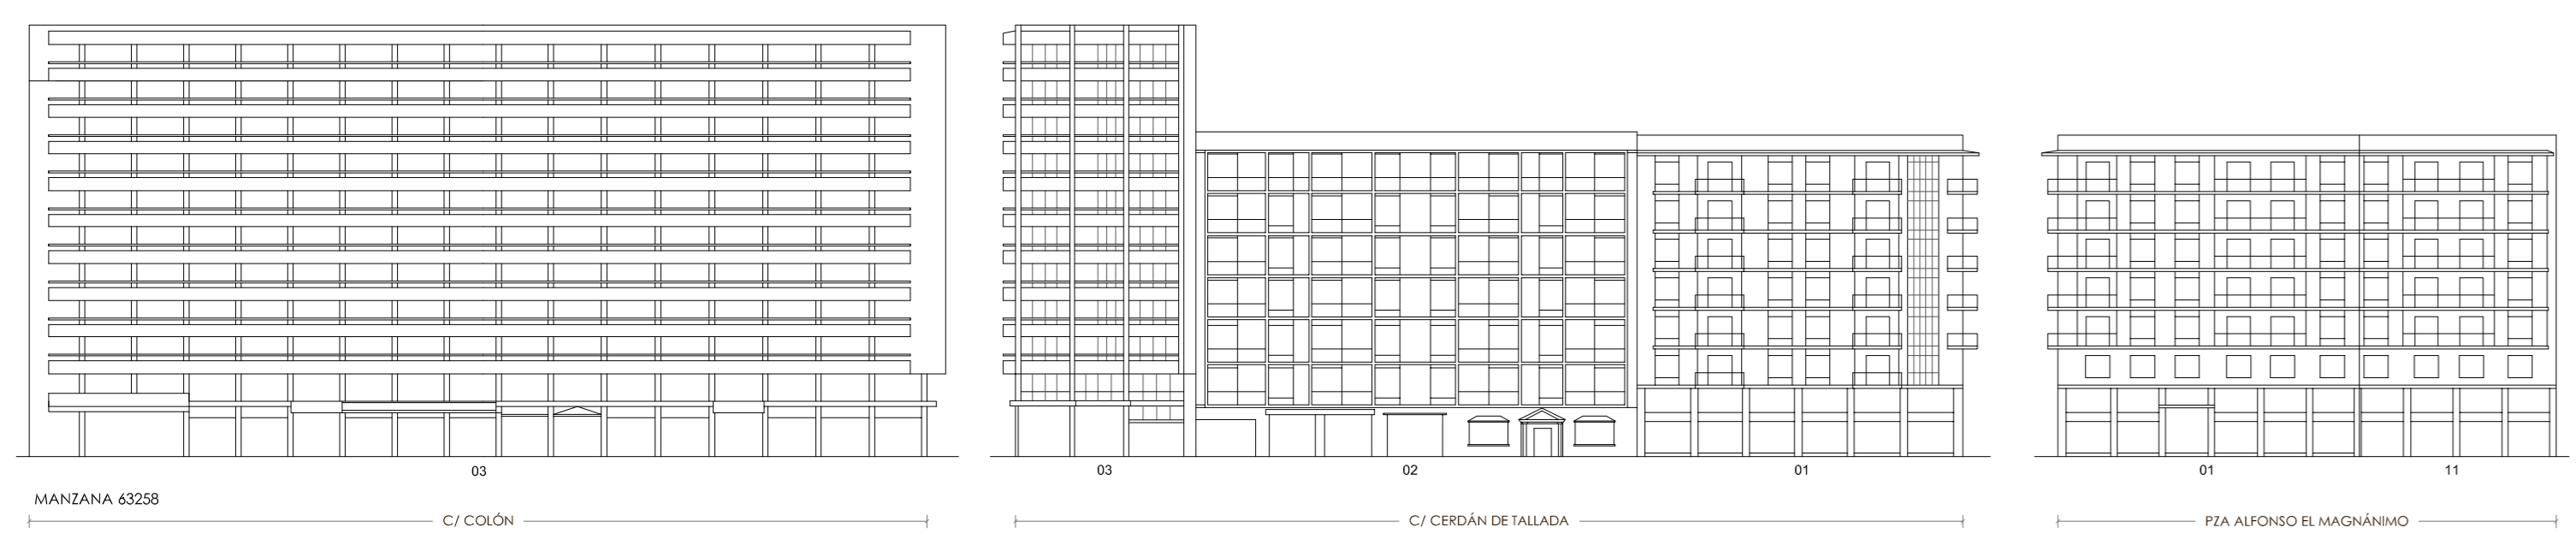 03
03
02
01
01
11
MANZANA 63258
C/ COLÓN
C/ CERDÁN DE TALLADA
PZA ALFONSO EL MAGNÁNIMO